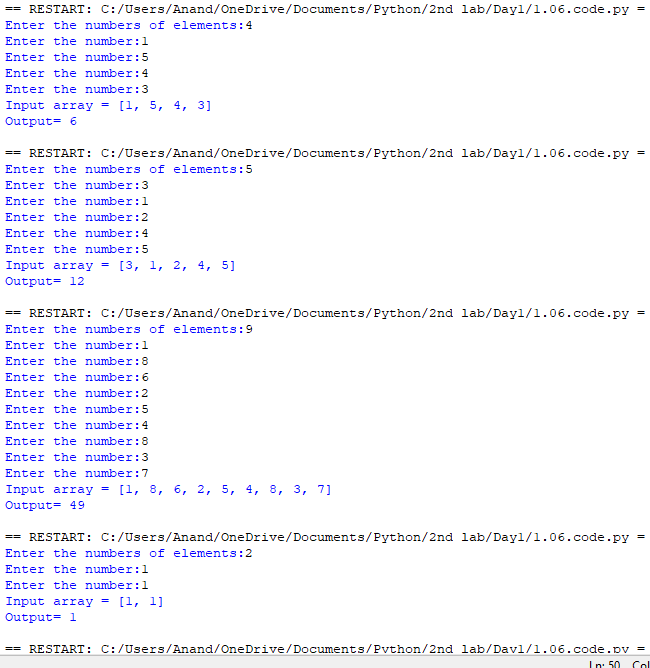 == RESTART: C:/Users/Anand/OneDrive/Documents/Python/2nd lab/Day1/1.06.code.py =
Enter the numbers of elements:4
Enter the number:1
Enter the number:5
Enter the number:4
Enter the number:3
Input array = [1, 5, 4, 3]
Output= 6
== RESTART: C:/Users/Anand/OneDrive/Documents/Python/2nd lab/Day1/1.06.code.py =
Enter the numbers of elements:5
Enter the number:3
Enter the number:1
Enter the number:2
Enter the number:4
Enter the number:5
Input array = [3, 1, 2, 4, 5]
Output= 12
== RESTART: C:/Users/Anand/OneDrive/Documents/Python/2nd lab/Day1/1.06.code.py =
Enter the numbers of elements:9
Enter the number:1
Enter the number:8
Enter the number:6
Enter the number:2
Enter the number:5
Enter the number:4
Enter the number:8
Enter the number:3
Enter the number:7
Input array = [1, 8, 6, 2, 5, 4, 8, 3, 7]
Output= 49
== RESTART: C:/Users/Anand/OneDrive/Documents/Python/2nd lab/Day1/1.06.code.py =
Enter the numbers of elements:2
Enter the number:1
Enter the number:1
Input array = [1, 1]
Output= 1
== RESTART: C:/Users/Anand/OneDrive/Documents/Python/2nd lab/Day1/1.06.code.py =
Ln: 50 Col